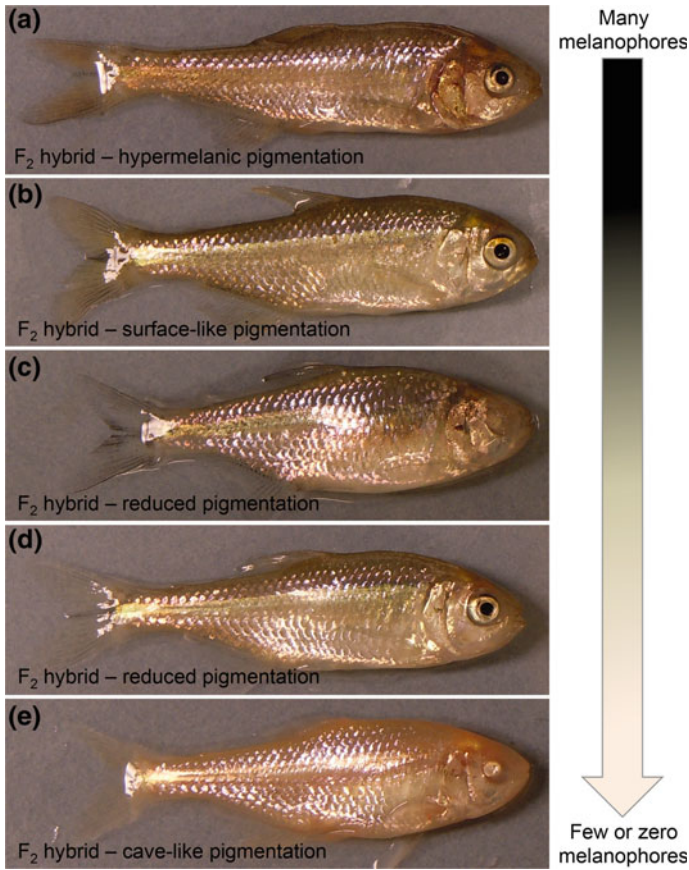 (a)
F₂ hybrid – hypermelanic pigmentation
(b)
F₂ hybrid – surface-like pigmentation
(c)
F₂ hybrid – reduced pigmentation
(d)
F₂ hybrid – reduced pigmentation
(e)
F₂ hybrid – cave-like pigmentation
Many
melanophores
Few or zero
melanophores